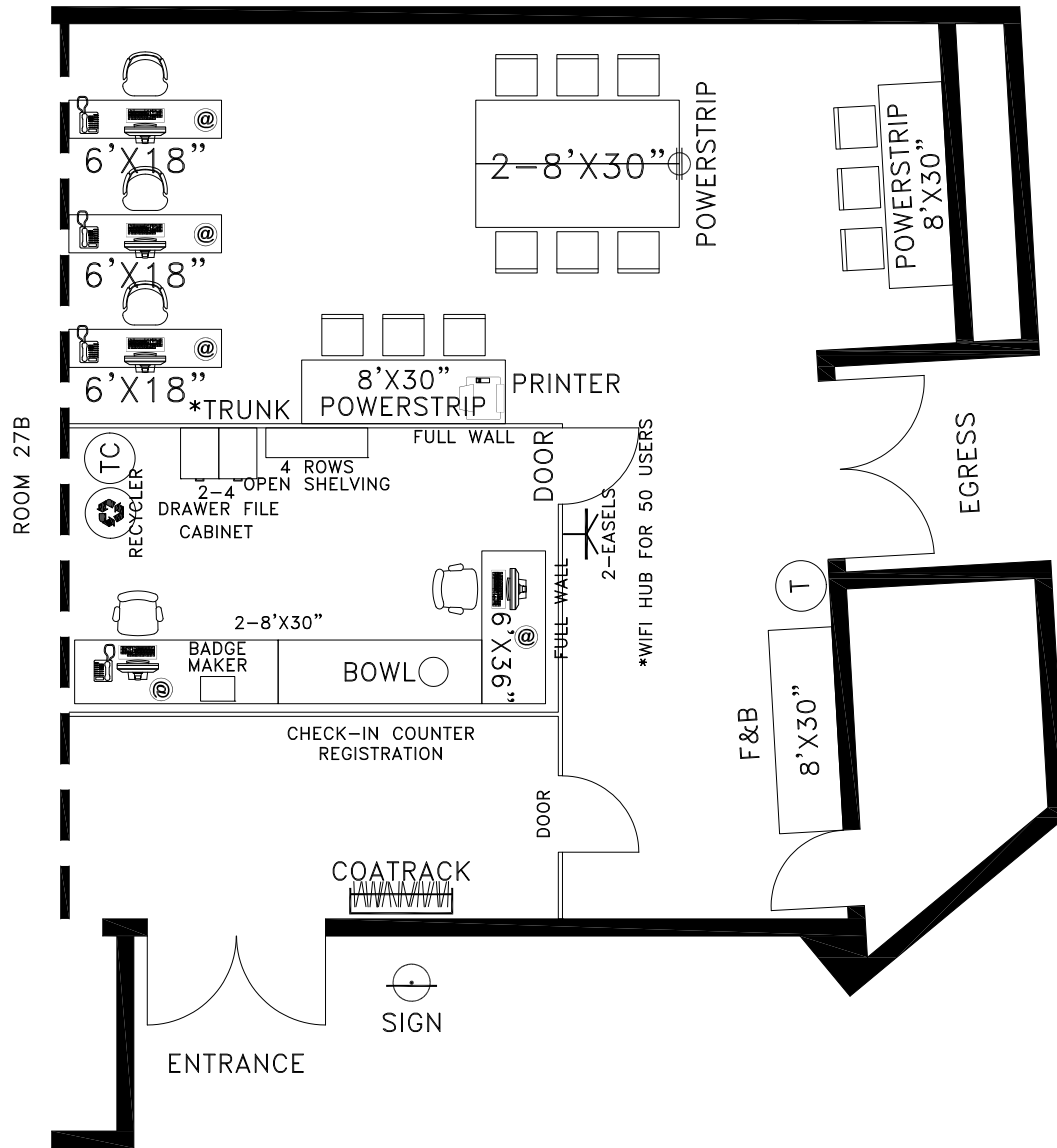 2-8'X30"
POWERSTRIP
POWERSTRIP
8'X30"
@
6'X18"
@
6'X18"
@
6'X18"
8'X30"
POWERSTRIP
PRINTER
*TRUNK
FULL WALL
ROOM 27B
TC
RECYCLER
4 ROWS
OPEN SHELVING
2-4
DRAWER FILE
CABINET
DOOR
2-EASELS
*WIFI HUB FOR 50 USERS
EGRESS
FULL WALL
T
2-8'X30"
BADGE
MAKER
@
BOWL
6'X36"
@
F&B
8'X30"
CHECK-IN COUNTER
REGISTRATION
DOOR
COATRACK
SIGN
ENTRANCE